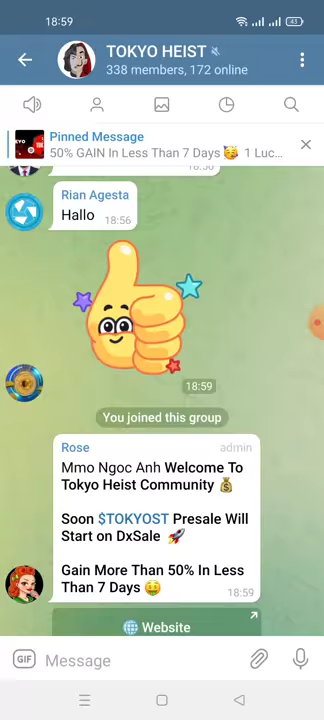 18:59
43
TOKYO HEIST
338 members, 172 online
Pinned Message
50% GAIN In Less Than 7 Days 🥳 1 Luc...
18:56
Rian Agesta
Hallo
18:56
18:59
You joined this group
Rose
admin
Mmo Ngoc Anh Welcome To
Tokyo Heist Community 💰
Soon $TOKYOST Presale Will
Start on DxSale 🚀
Gain More Than 50% In Less
Than 7 Days 🤑
18:59
🌐 Website
GIF
Message